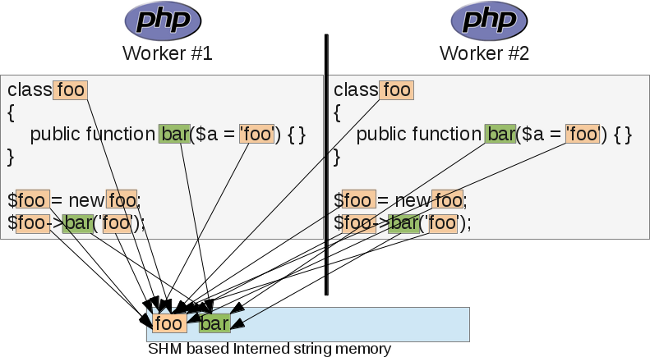 php
Worker #1
class foo
{
public function bar($a = 'foo') { }
}
$foo = new foo;
$foo->bar('foo');
php
Worker #2
class foo
{
public function bar($a = 'foo') { }
}
$foo = new foo;
$foo->bar('foo');
foo bar
SHM based Interned string memory